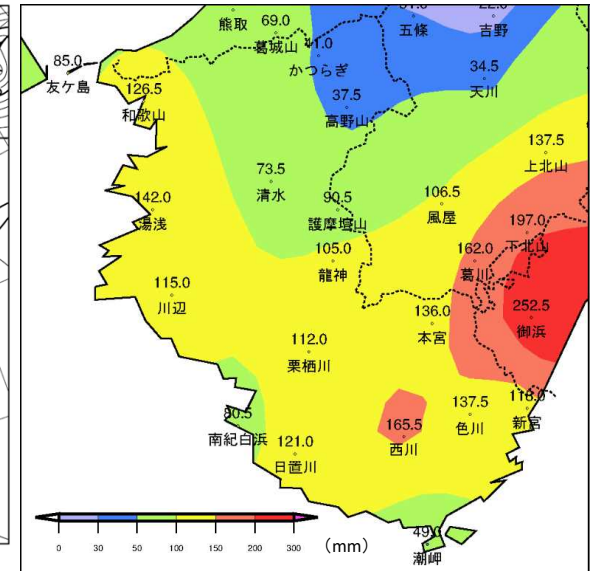 熊取
69.0
葛城山
五條
吉野
かつらぎ
34.5
天川
85.0
友ケ島
126.5
和歌山
37.5
高野山
137.5
上北山
73.5
清水
90.5
護摩壇山
106.5
風屋
142.0
湯浅
197.0
下北山
105.0
龍神
162.0
葛川
115.0
川辺
252.5
御浜
136.0
本宮
112.0
栗栖川
80.5
南紀白浜
121.0
日置川
165.5
西川
137.5
色川
新宮
潮岬
0 30 50 100 150 200 300 (mm)